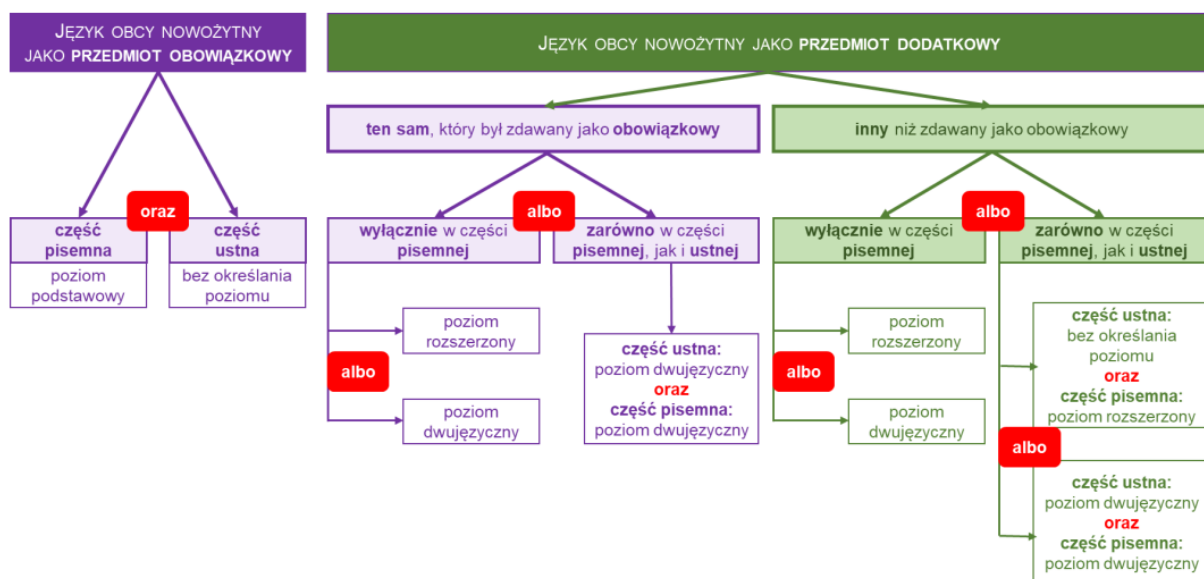 JĘZYK OBCY NOWOŻYTNY
JAKO PRZEDMIOT OBOWIĄZKOWY
oraz
część
pisemna
poziom
podstawowy
część
ustna
bez określania
poziomu
JĘZYK OBCY NOWOŻYTNY JAKO PRZEDMIOT DODATKOWY
ten sam, który był zdawany jako obowiązkowy
albo
wyłącznie w części
pisemnej
poziom
rozszerzony
albo
poziom
dwujęzyczny
zarówno w części
pisemnej, jak i ustnej
część ustna:
poziom dwujęzyczny
oraz
część pisemna:
poziom dwujęzyczny
inny niż zdawany jako obowiązkowy
albo
wyłącznie w części
pisemnej
poziom
rozszerzony
albo
poziom
dwujęzyczny
zarówno w części
pisemnej, jak i ustnej
część ustna:
bez określania
poziomu
oraz
część pisemna:
poziom rozszerzony
albo
część ustna:
poziom dwujęzyczny
oraz
część pisemna:
poziom dwujęzyczny